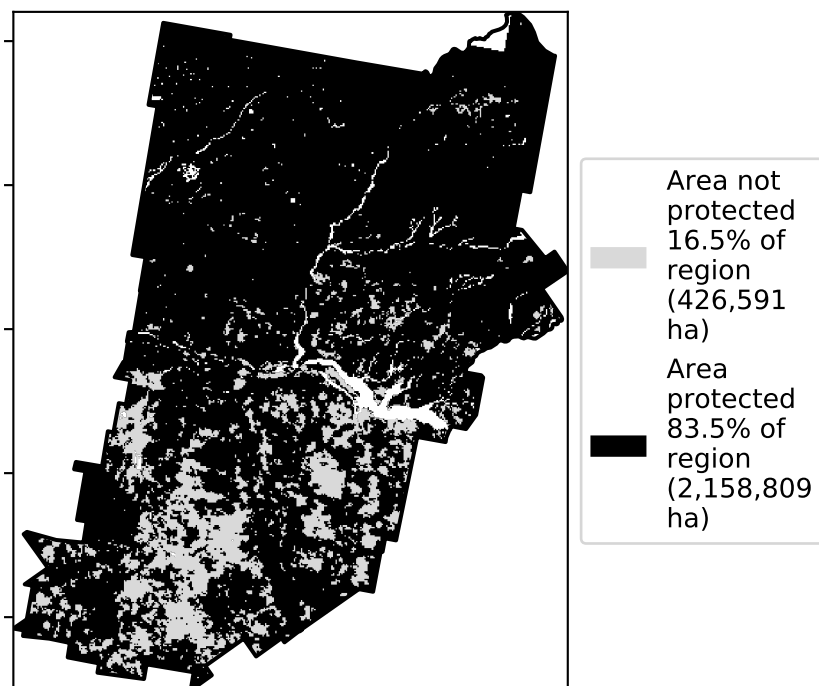 Area not
protected
16.5% of
region
(426,591
ha)
Area
protected
83.5% of
region
(2,158,809
ha)